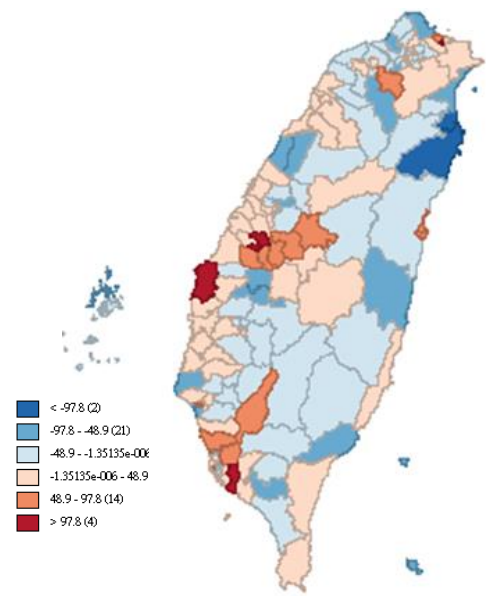 < -97.8 (2)
-97.8 - -48.9 (21)
-48.9 - -1.35135e-006
-1.35135e-006 - 48.9
48.9 - 97.8 (14)
> 97.8 (4)